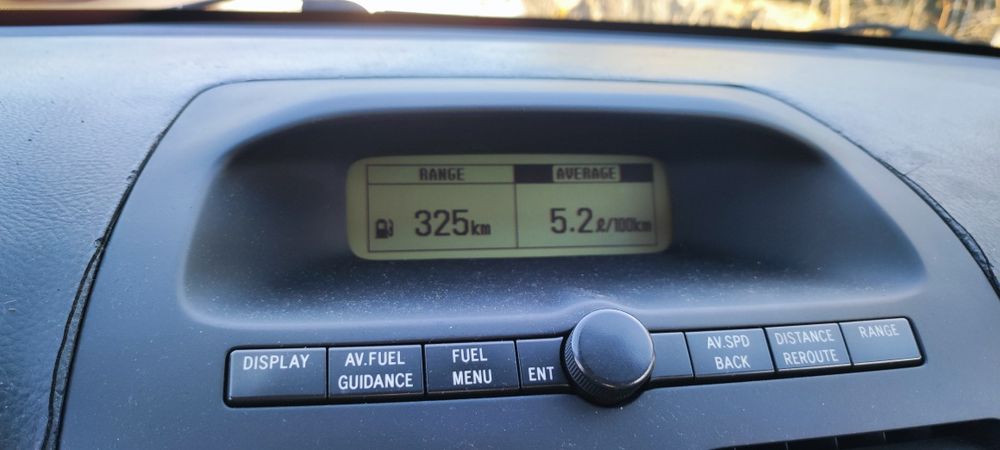 RANGE AVERAGE
325km 5.2ℓ/100km
DISPLAY AV.FUEL FUEL ENT AV.SPD DISTANCE RANGE
GUIDANCE MENU BACK REROUTE